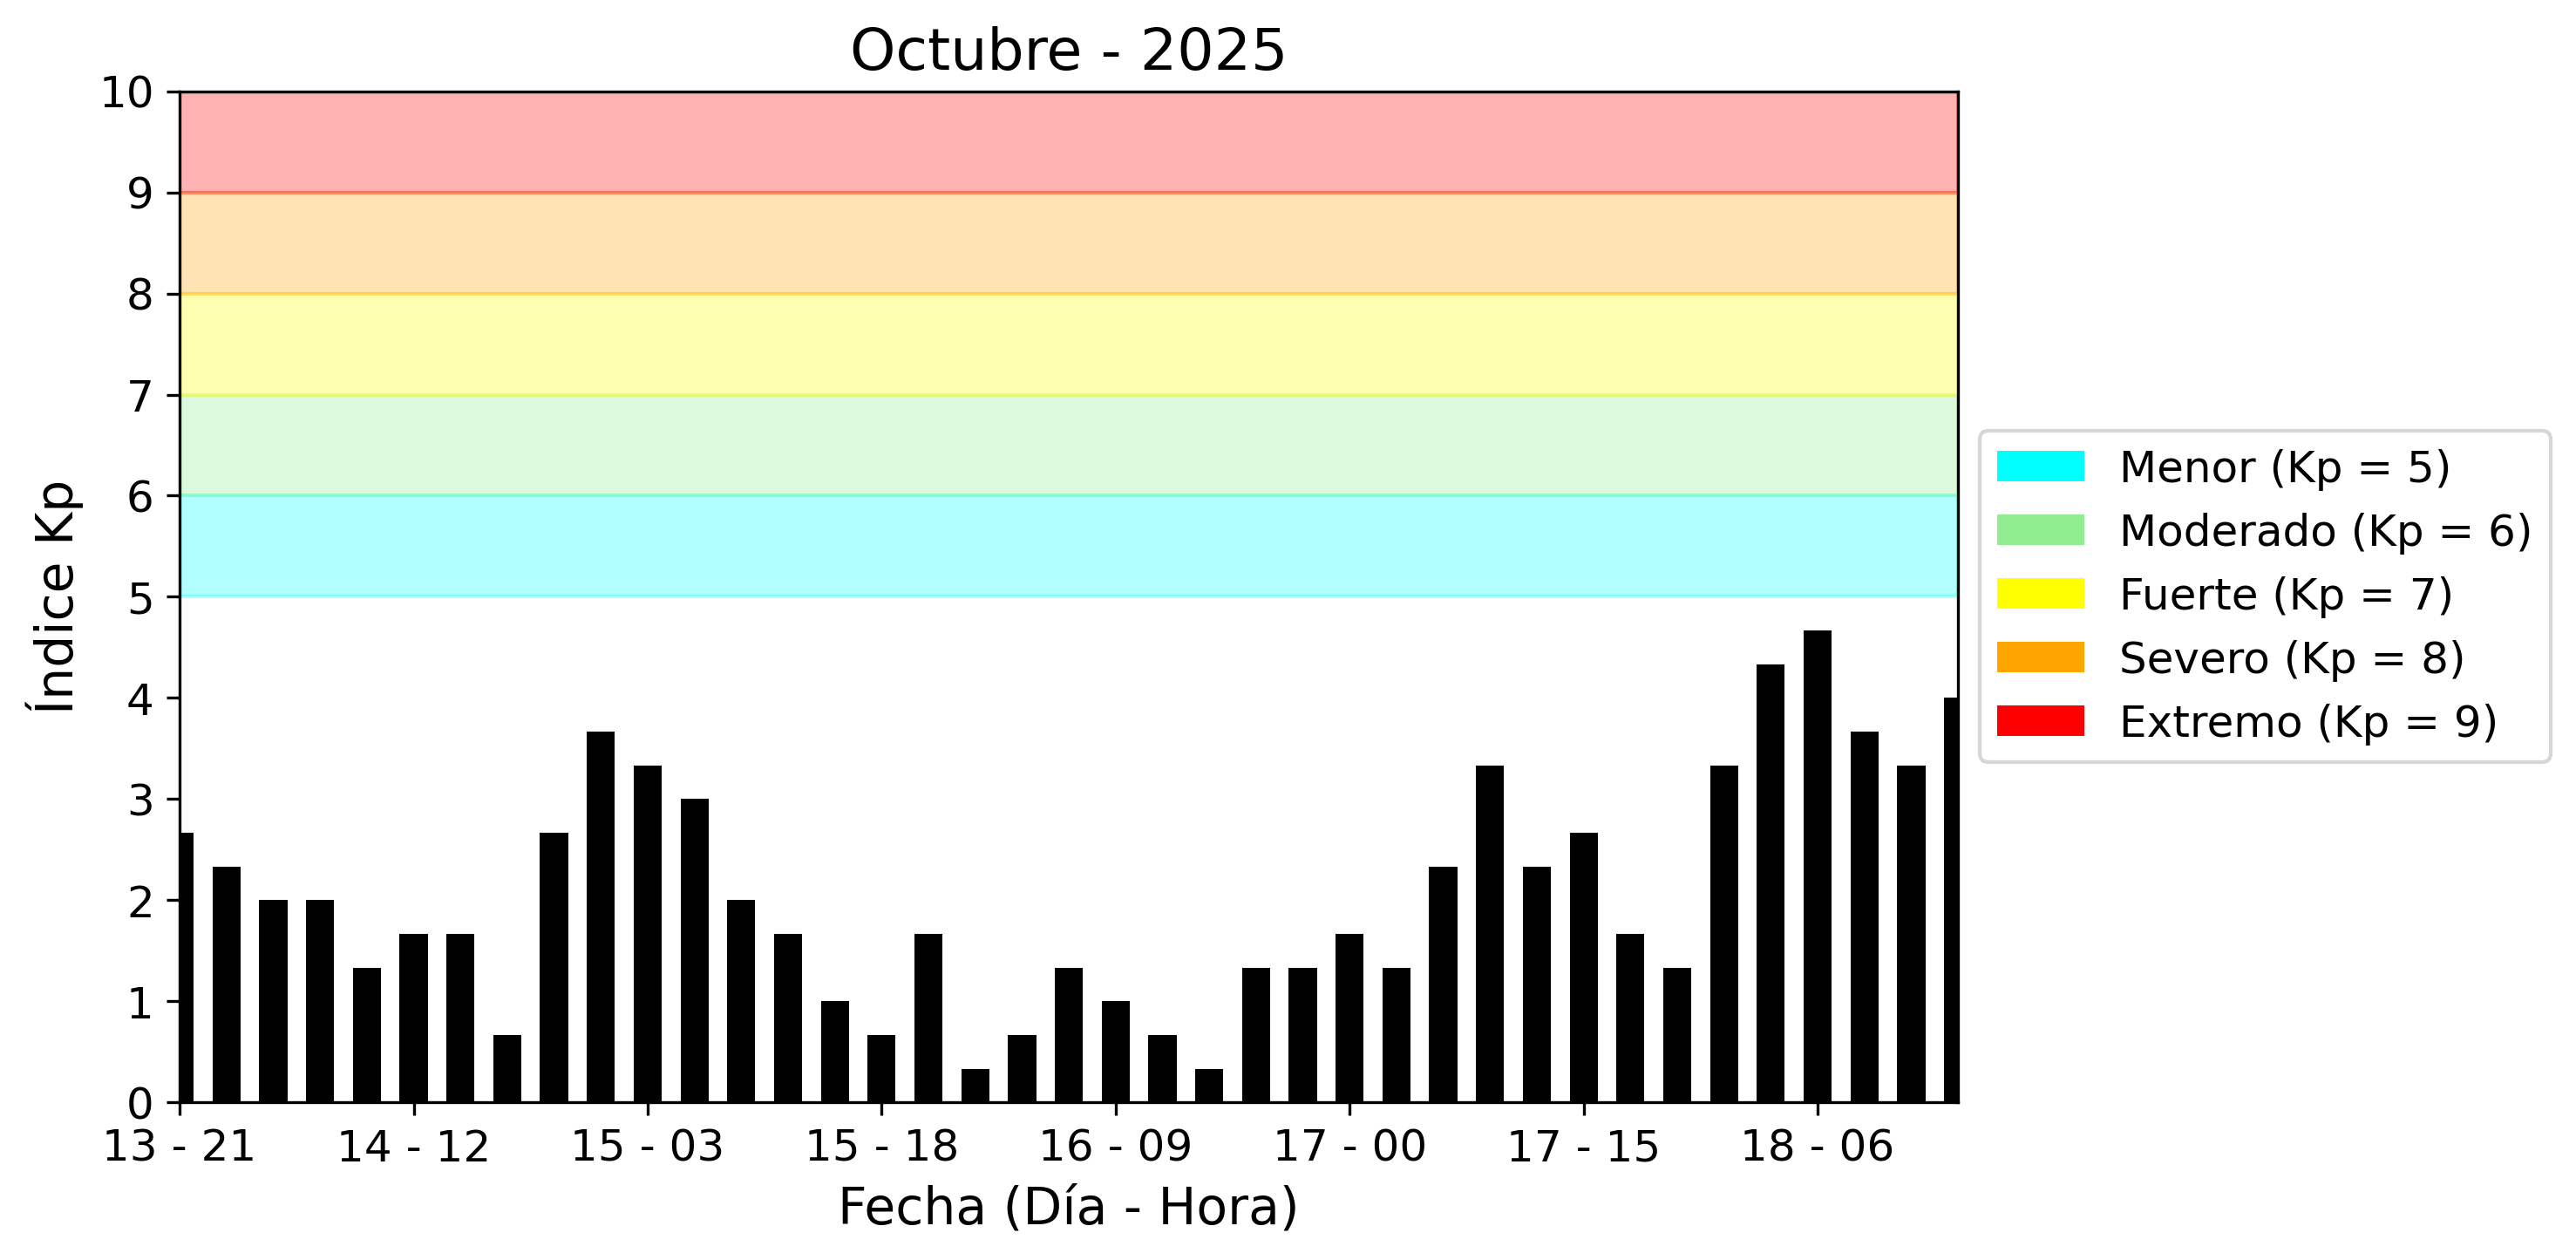 Octubre - 2025
10
9
8
7
6
5
4
3
2
1
0
Índice Kp
13 - 21
14 - 12
15 - 03
15 - 18
16 - 09
17 - 00
17 - 15
18 - 06
Fecha (Día - Hora)
Menor (Kp = 5)
Moderado (Kp = 6)
Fuerte (Kp = 7)
Severo (Kp = 8)
Extremo (Kp = 9)